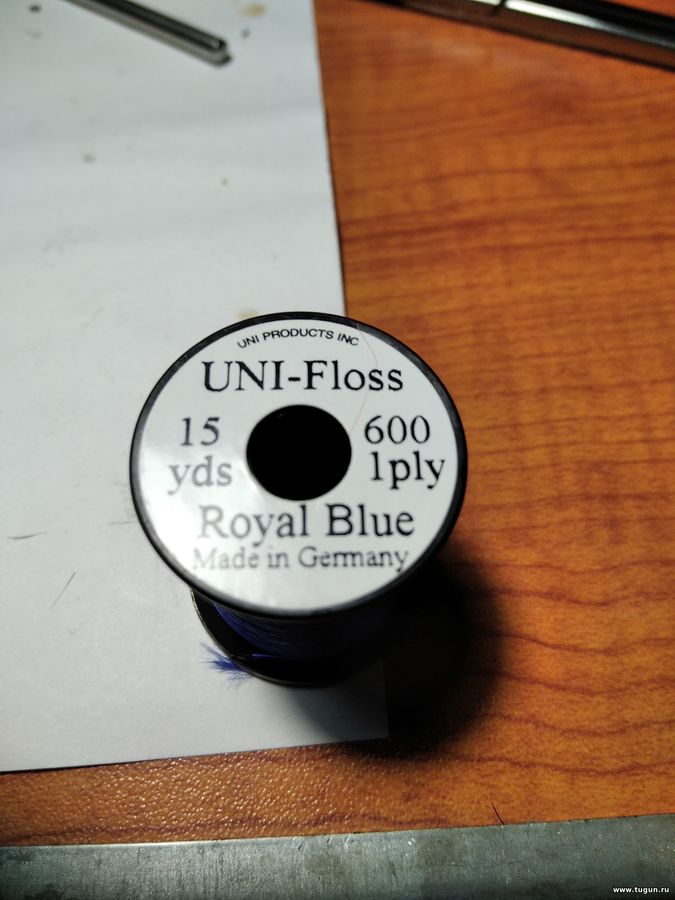 UNI PRODUCTS INC
UNI-Floss
15 600
yds 1ply
Royal Blue
Made in Germany
www.tugun.ru